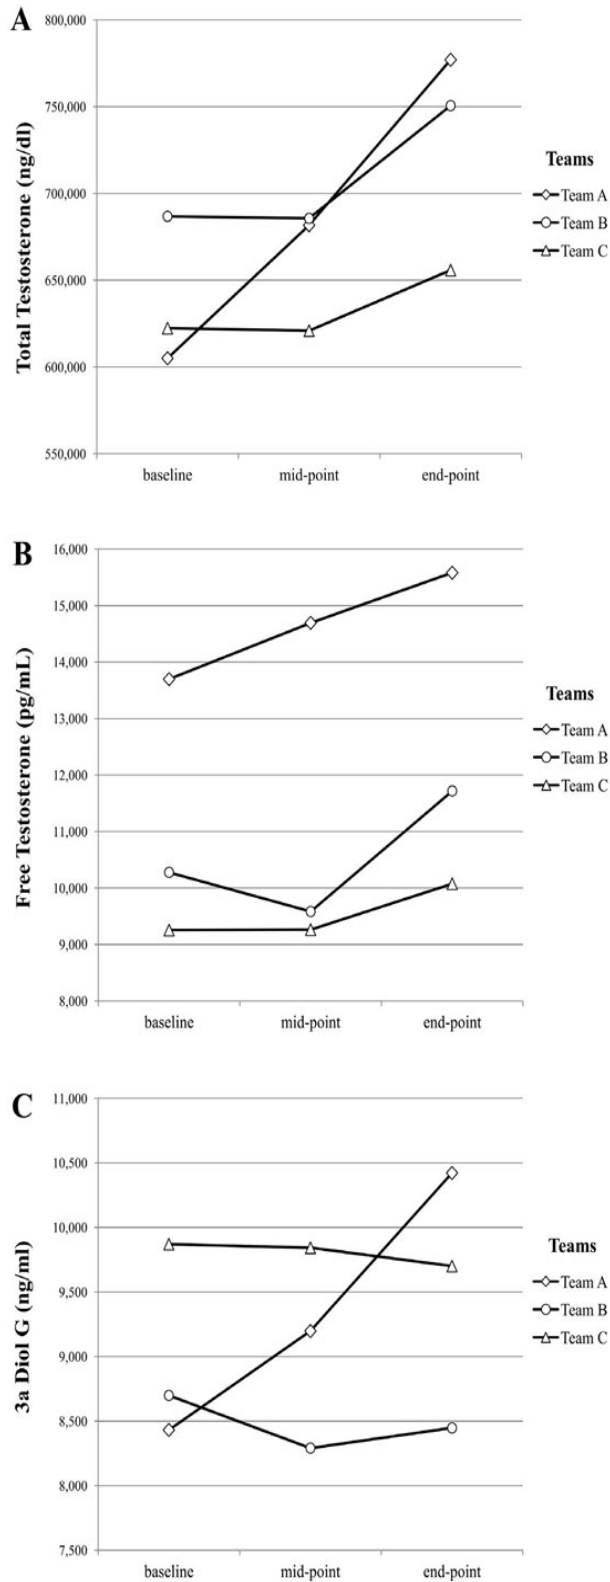 A
Total Testosterone (ng/dl)
800,000
750,000
700,000
650,000
600,000
550,000
baseline mid-point end-point
Teams
Team A
Team B
Team C
B
Free Testosterone (pg/mL)
16,000
15,000
14,000
13,000
12,000
11,000
10,000
9,000
8,000
baseline mid-point end-point
Teams
Team A
Team B
Team C
C
3a Diol G (ng/ml)
11,000
10,500
10,000
9,500
9,000
8,500
8,000
7,500
baseline mid-point end-point
Teams
Team A
Team B
Team C